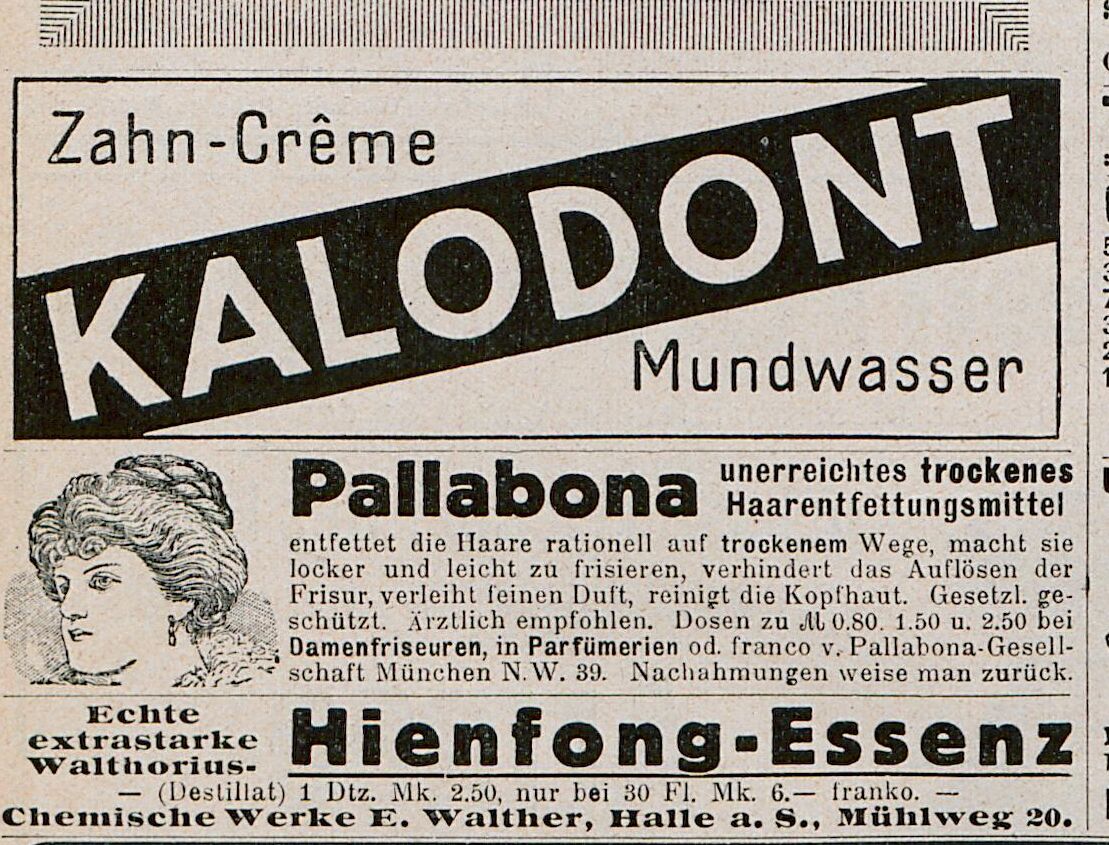 Zahn-Crême
KALODONT
Mundwasser
Pallabona unerreichtes trockenes
Haarentfettungsmittel
entfettet die Haare rationell auf trockenem Wege, macht sie
locker und leicht zu frisieren, verhindert das Auflösen der
Frisur, verleiht feinen Duft, reinigt die Kopfhaut. Gesetzl. ge-
schützt. Ärztlich empfohlen. Dosen zu ℳ 0.80. 1.50 u. 2.50 bei
Damenfriseuren, in Parfümerien od. franco v. Pallabona-Gesell-
schaft München N.W. 39. Nachahmungen weise man zurück.
Echte
extrastarke
Walthorius-
Hienfong-Essenz
— (Destillat) 1 Dtz. Mk. 2.50, nur bei 30 Fl. Mk. 6.— franko. —
Chemische Werke E. Walther, Halle a. S., Mühlweg 20.